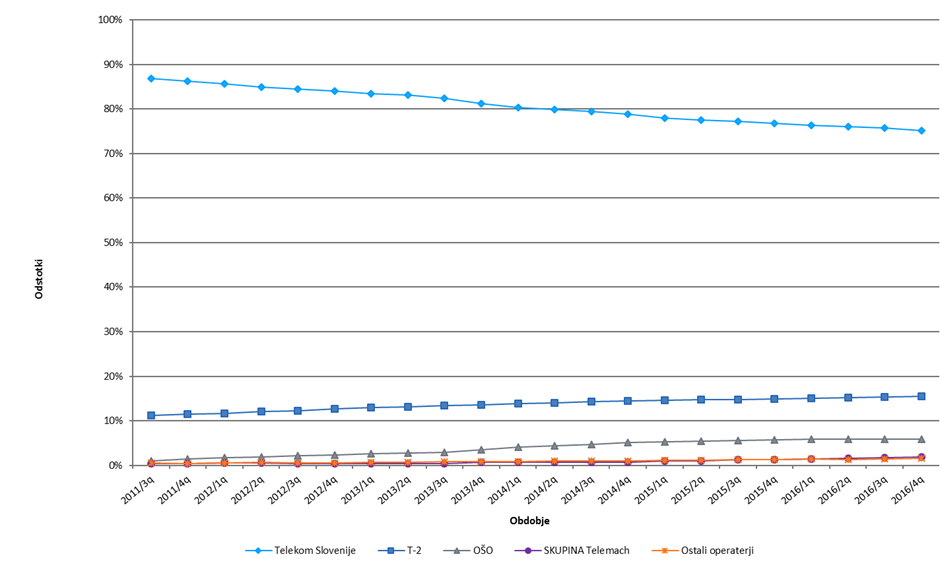 100%
90%
80%
70%
60%
50%
40%
30%
20%
10%
0%
Odstotki
2011/3q
2011/4q
2012/1q
2012/2q
2012/3q
2012/4q
2013/1q
2013/2q
2013/3q
2013/4q
2014/1q
2014/2q
2014/3q
2014/4q
2015/1q
2015/2q
2015/3q
2015/4q
2016/1q
2016/2q
2016/3q
2016/4q
Obdobje
Telekom Slovenije T-2 OŠO SKUPINA Telemach Ostali operaterji